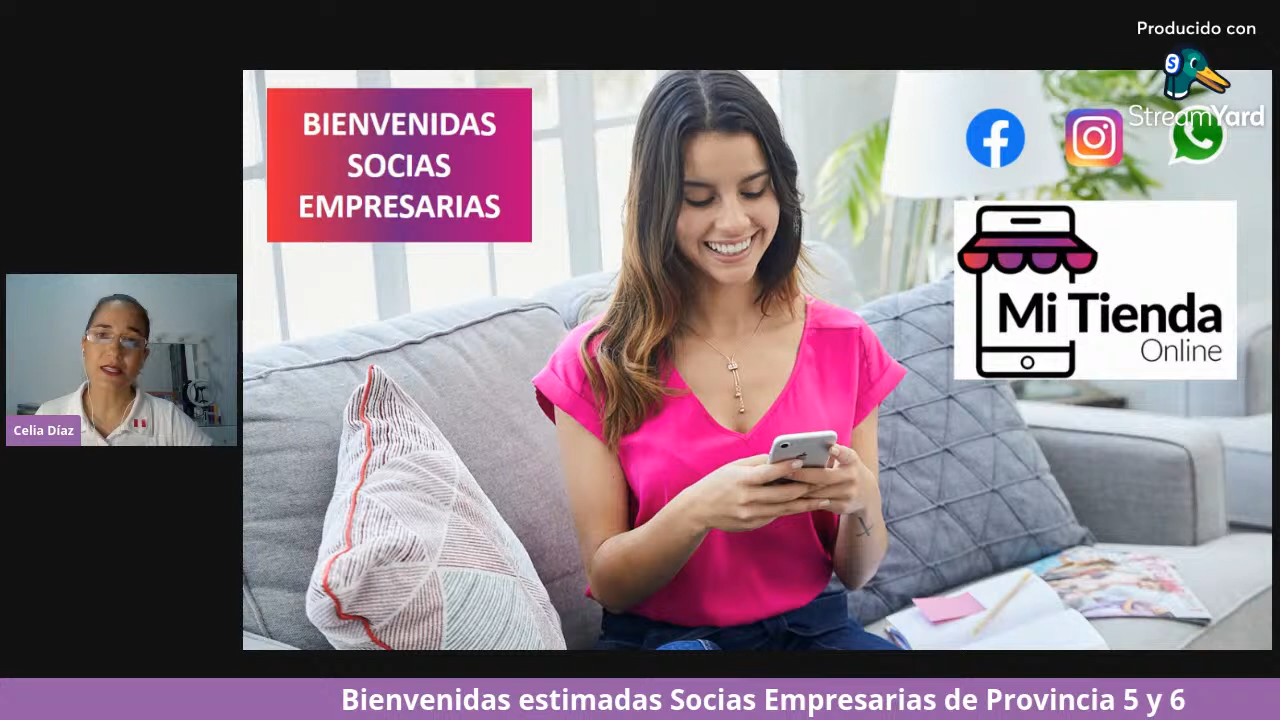 Producido con
StreamYard
BIENVENIDAS
SOCIAS
EMPRESARIAS
Mi Tienda
Online
Celia Díaz
Bienvenidas estimadas Socias Empresarias de Provincia 5 y 6